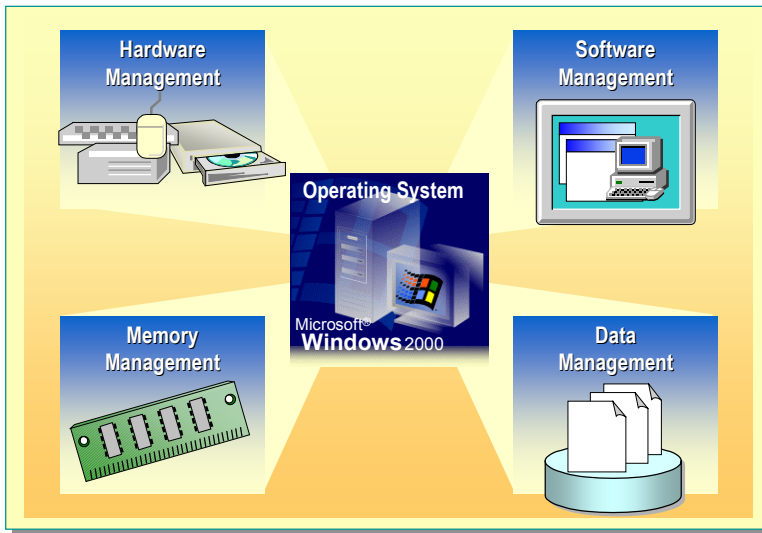 Hardware
Management
Software
Management
Operating System
Microsoft®
Windows 2000
Memory
Management
Data
Management